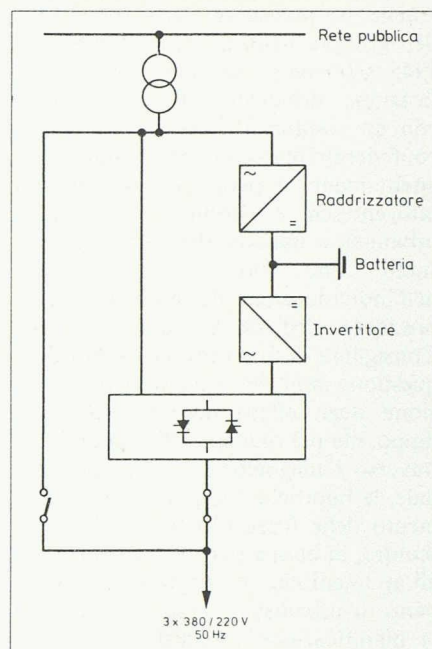 Rete pubblica
Raddrizzatore
Batteria
Invertitore
3 x 380 / 220 V
50 Hz